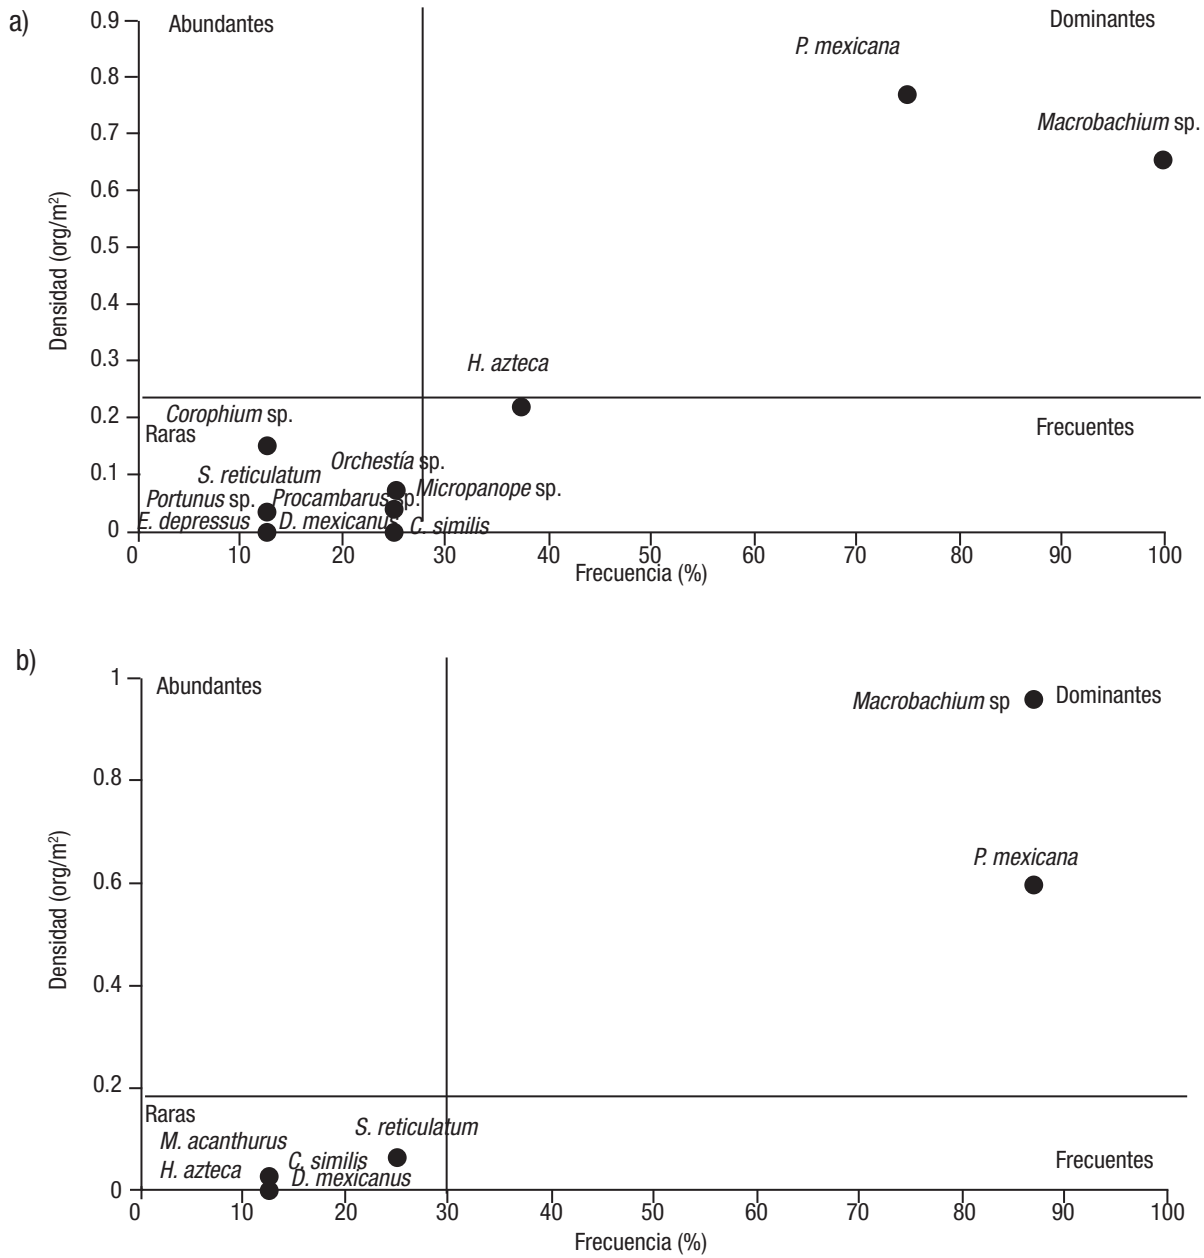 a)
0.9
Abundantes
Dominantes
P. mexicana
0.8
Macrobachium sp.
0.7
0.6
0.5
0.4
Densidad (org/m²)
0.3
H. azteca
0.2
Corophium sp.
Raras
Frecuentes
Orchestía sp.
0.1
S. reticulatum
Micropanope sp.
Portunus sp.
Procambarus sp.
E. depressus
D. mexicanus
C. similis
0
0 10 20 30 40 50 60 70 80 90 100
Frecuencia (%)
b)
1
Abundantes
Macrobachium sp
Dominantes
0.8
P. mexicana
0.6
Densidad (org/m²)
0.4
0.2
Raras
M. acanthurus
S. reticulatum
H. azteca
C. similis
Frecuentes
D. mexicanus
0
0 10 20 30 40 50 60 70 80 90 100
Frecuencia (%)